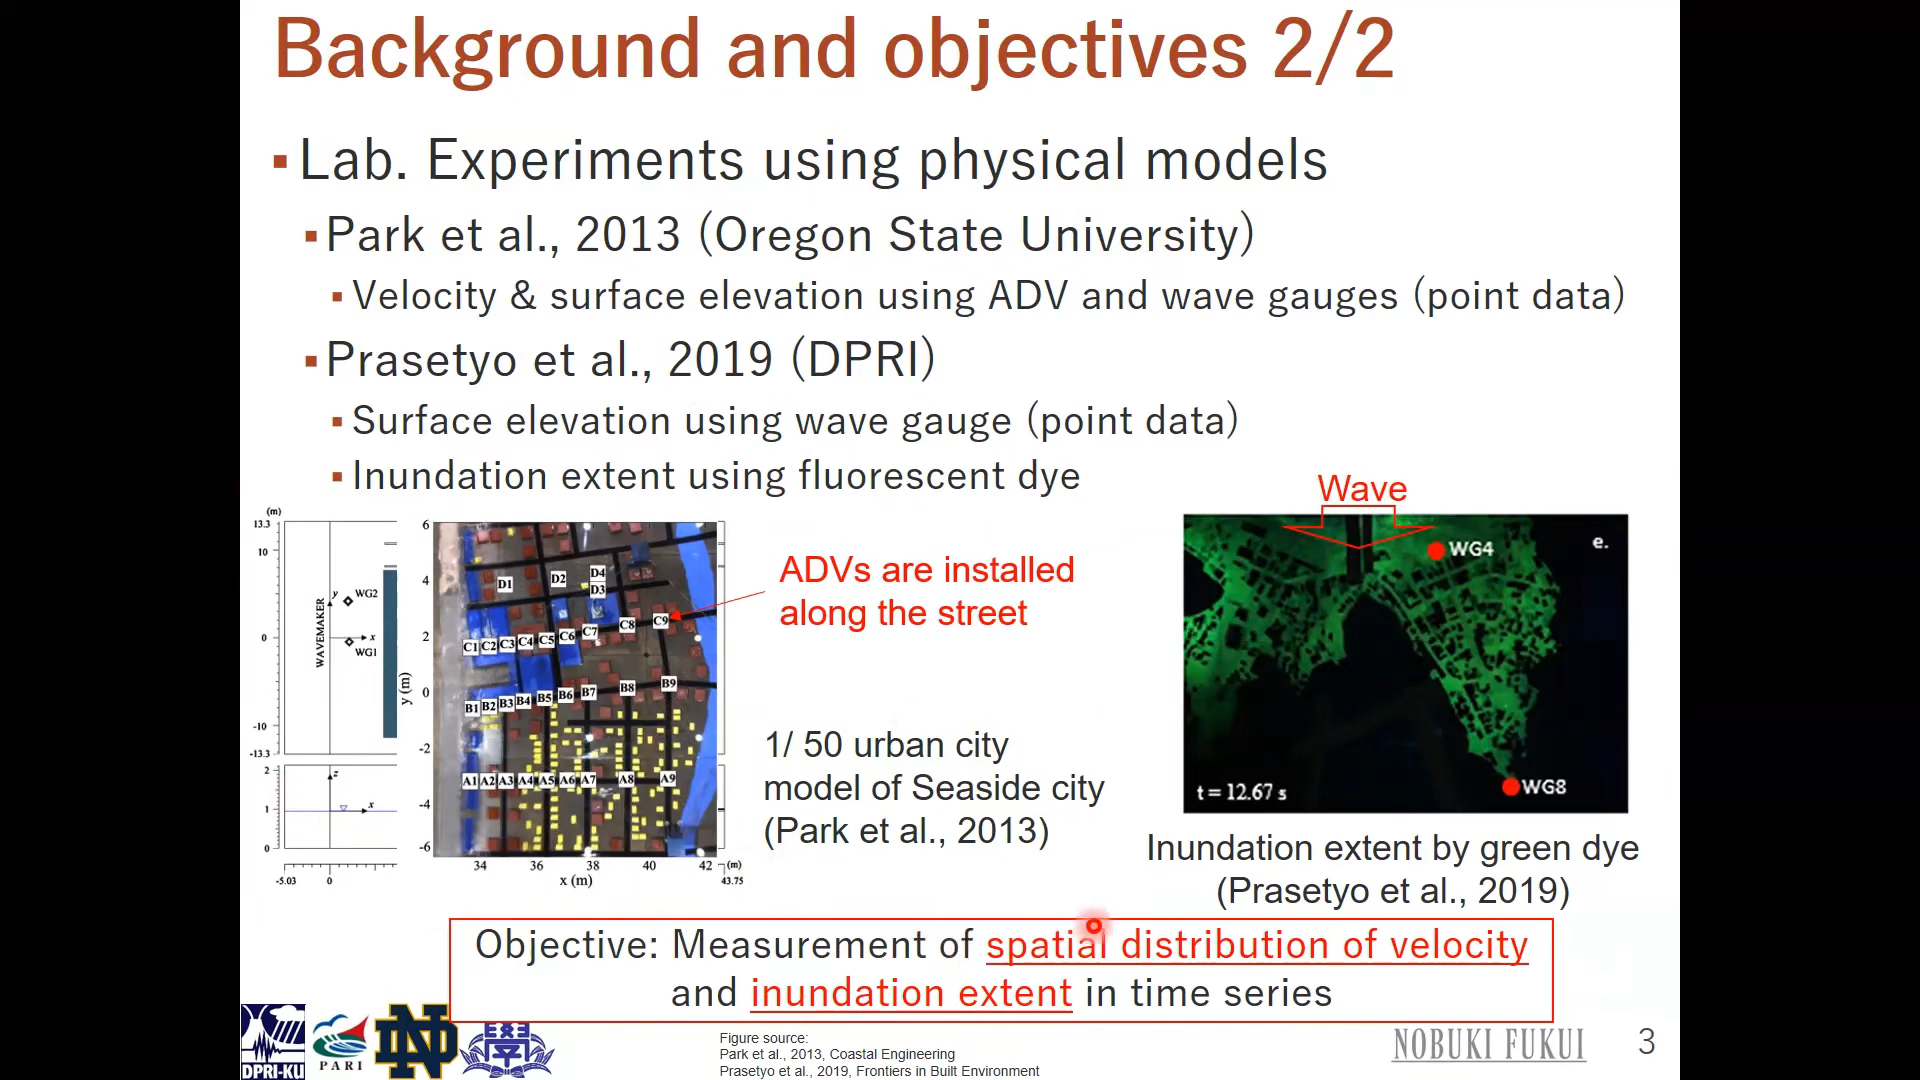 Background and objectives 2/2
▪Lab. Experiments using physical models
▪Park et al., 2013 (Oregon State University)
▪Velocity & surface elevation using ADV and wave gauges (point data)
▪Prasetyo et al., 2019 (DPRI)
▪Surface elevation using wave gauge (point data)
▪Inundation extent using fluorescent dye
(m)
13.3
10
0
-10
-13.3
WAVEMAKER
y
WG2
x
WG1
2
1
0
z
x
-5.03
0
6
4
2
0
-2
-4
-6
y (m)
D1
D2
D4
D3
C1 C2 C3 C4 C5 C6 C7 C8 C9
B1 B2 B3 B4 B5 B6 B7 B8 B9
A1 A2 A3 A4 A5 A6 A7 A8 A9
34 36 38 40 42 (m)
x (m)
43.75
ADVs are installed
along the street
1/ 50 urban city
model of Seaside city
(Park et al., 2013)
Wave
e.
WG4
WG8
t = 12.67 s
Inundation extent by green dye
(Prasetyo et al., 2019)
Objective: Measurement of spatial distribution of velocity
and inundation extent in time series
DPRI-KU
PARI
ND
Figure source:
Park et al., 2013, Coastal Engineering
Prasetyo et al., 2019, Frontiers in Built Environment
NOBUKI FUKUI
3